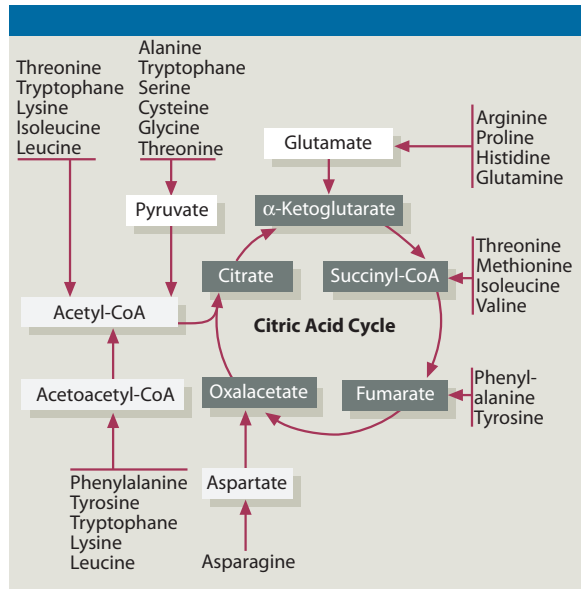 Threonine
Tryptophane
Lysine
Isoleucine
Leucine
Alanine
Tryptophane
Serine
Cysteine
Glycine
Threonine
Glutamate
Arginine
Proline
Histidine
Glutamine
Pyruvate
α-Ketoglutarate
Citrate
Succinyl-CoA
Threonine
Methionine
Isoleucine
Valine
Acetyl-CoA
Citric Acid Cycle
Acetoacetyl-CoA
Oxalacetate
Fumarate
Phenyl-
alanine
Tyrosine
Phenylalanine
Tyrosine
Tryptophane
Lysine
Leucine
Aspartate
Asparagine